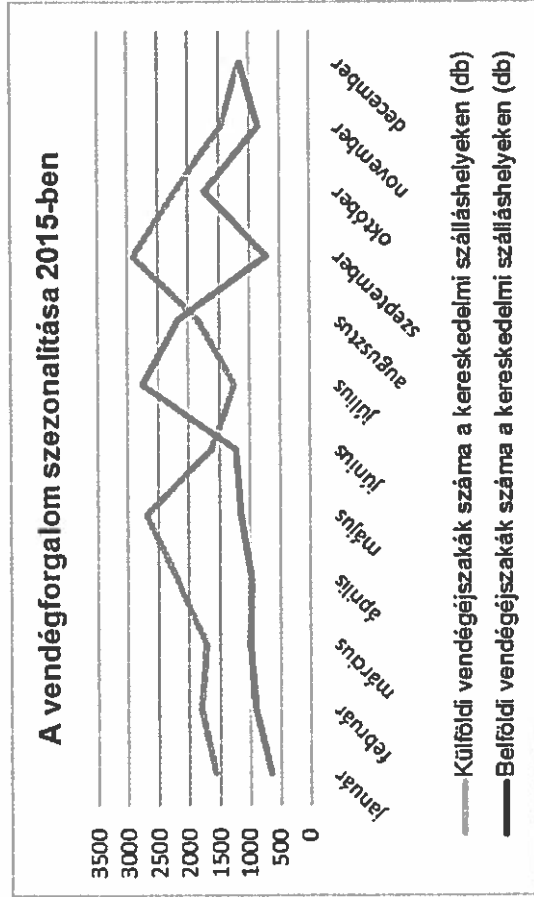 A vendégforgalom szezonalitása 2015-ben
3500
3000
2500
2000
1500
1000
500
0
január
február
március
április
május
június
július
augusztus
szeptember
október
november
december
Külföldi vendégéjszakák száma a kereskedelmi szálláshelyeken (db)
Belföldi vendégéjszakák száma a kereskedelmi szálláshelyeken (db)